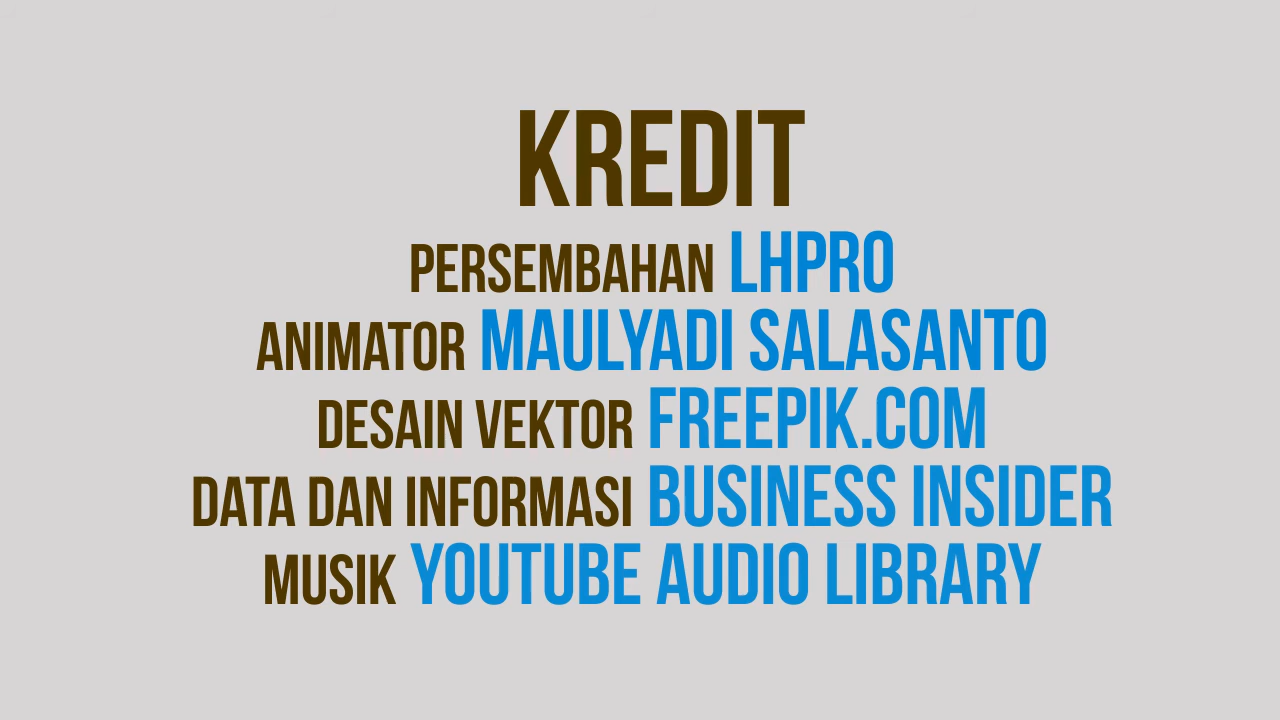 KREDIT
PERSEMBAHAN LHPRO
ANIMATOR MAULYADI SALASANTO
DESAIN VEKTOR FREEPIK.COM
DATA DAN INFORMASI BUSINESS INSIDER
MUSIK YOUTUBE AUDIO LIBRARY